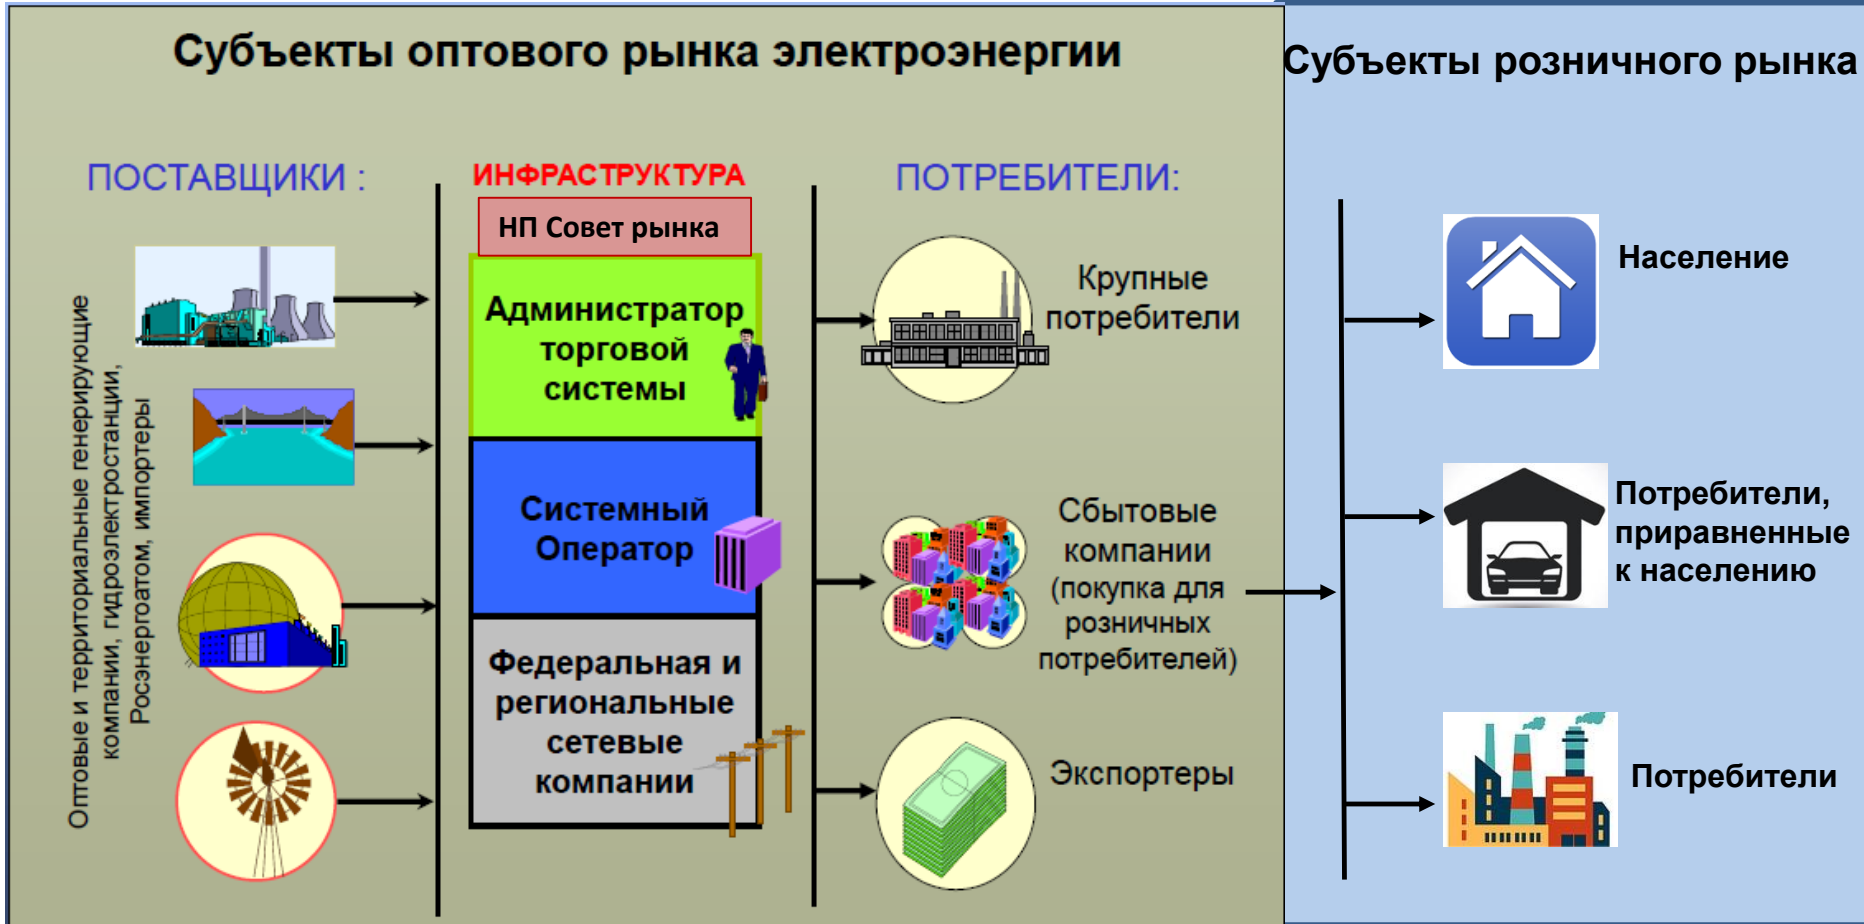 Субъекты оптового рынка электроэнергии
Субъекты розничного рынка
ПОСТАВЩИКИ :
Оптовые и территориальные генерирующие
компании, гидроэлектростанции,
Росэнергоатом, импортеры
ИНФРАСТРУКТУРА
НП Совет рынка
Администратор
торговой
системы
Системный
Оператор
Федеральная и
региональные
сетевые
компании
ПОТРЕБИТЕЛИ:
Крупные
потребители
Сбытовые
компании
(покупка для
розничных
потребителей)
Экспортеры
Население
Потребители,
приравненные
к населению
Потребители